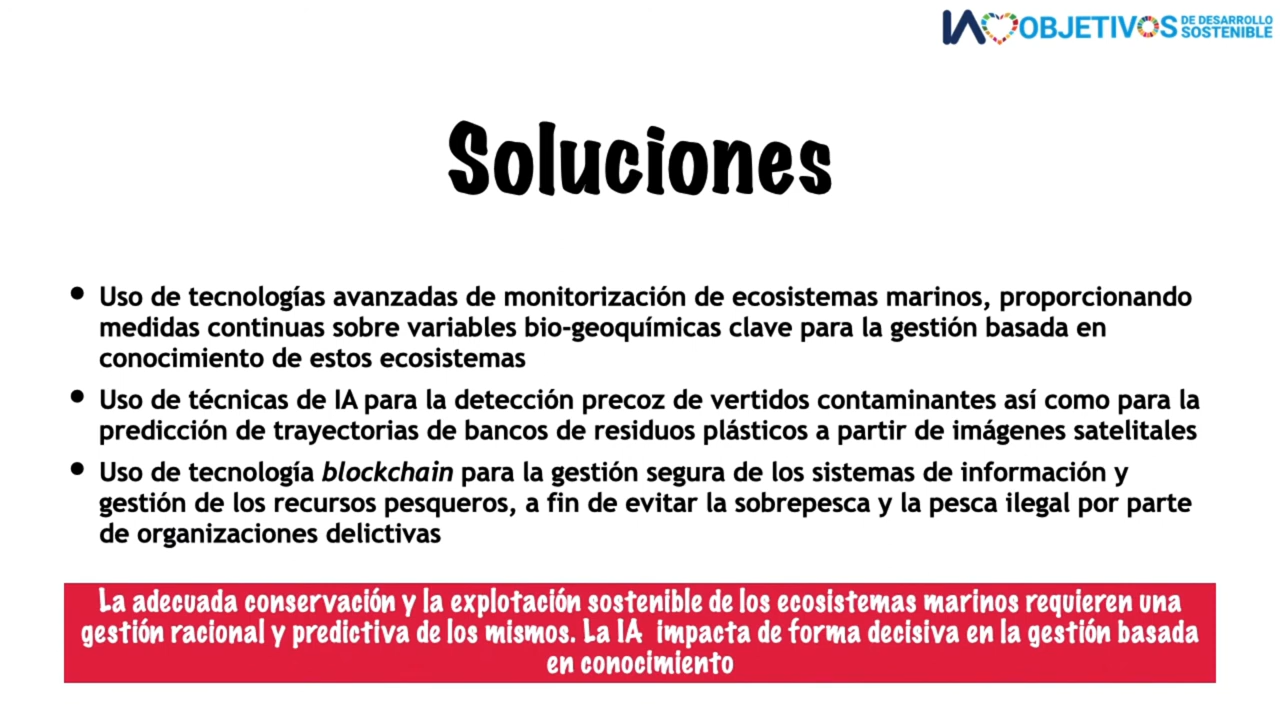 IA OBJETIVOS DE DESARROLLO
SOSTENIBLE
Soluciones
• Uso de tecnologías avanzadas de monitorización de ecosistemas marinos, proporcionando
medidas continuas sobre variables bio-geoquímicas clave para la gestión basada en
conocimiento de estos ecosistemas
• Uso de técnicas de IA para la detección precoz de vertidos contaminantes así como para la
predicción de trayectorias de bancos de residuos plásticos a partir de imágenes satelitales
• Uso de tecnología blockchain para la gestión segura de los sistemas de información y
gestión de los recursos pesqueros, a fin de evitar la sobrepesca y la pesca ilegal por parte
de organizaciones delictivas
La adecuada conservación y la explotación sostenible de los ecosistemas marinos requieren una
gestión racional y predictiva de los mismos. La IA impacta de forma decisiva en la gestión basada
en conocimiento